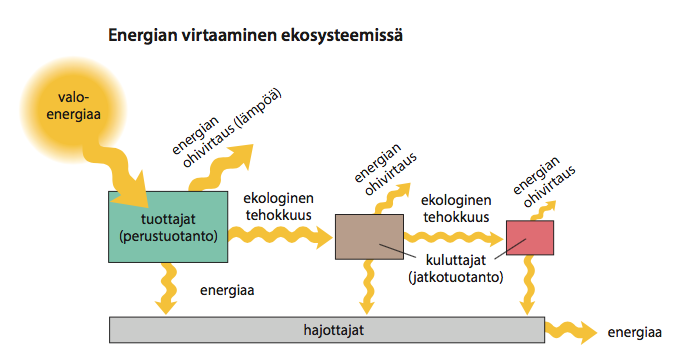 Energian virtaaminen ekosysteemissä
valo-
energiaa
energian
ohivirtaus (lämpöä)
energian
ohivirtaus
energian
ohivirtaus
ekologinen
tehokkuus
ekologinen
tehokkuus
tuottajat
(perustuotanto)
kuluttajat
(jatkotuotanto)
energiaa
hajottajat
energiaa